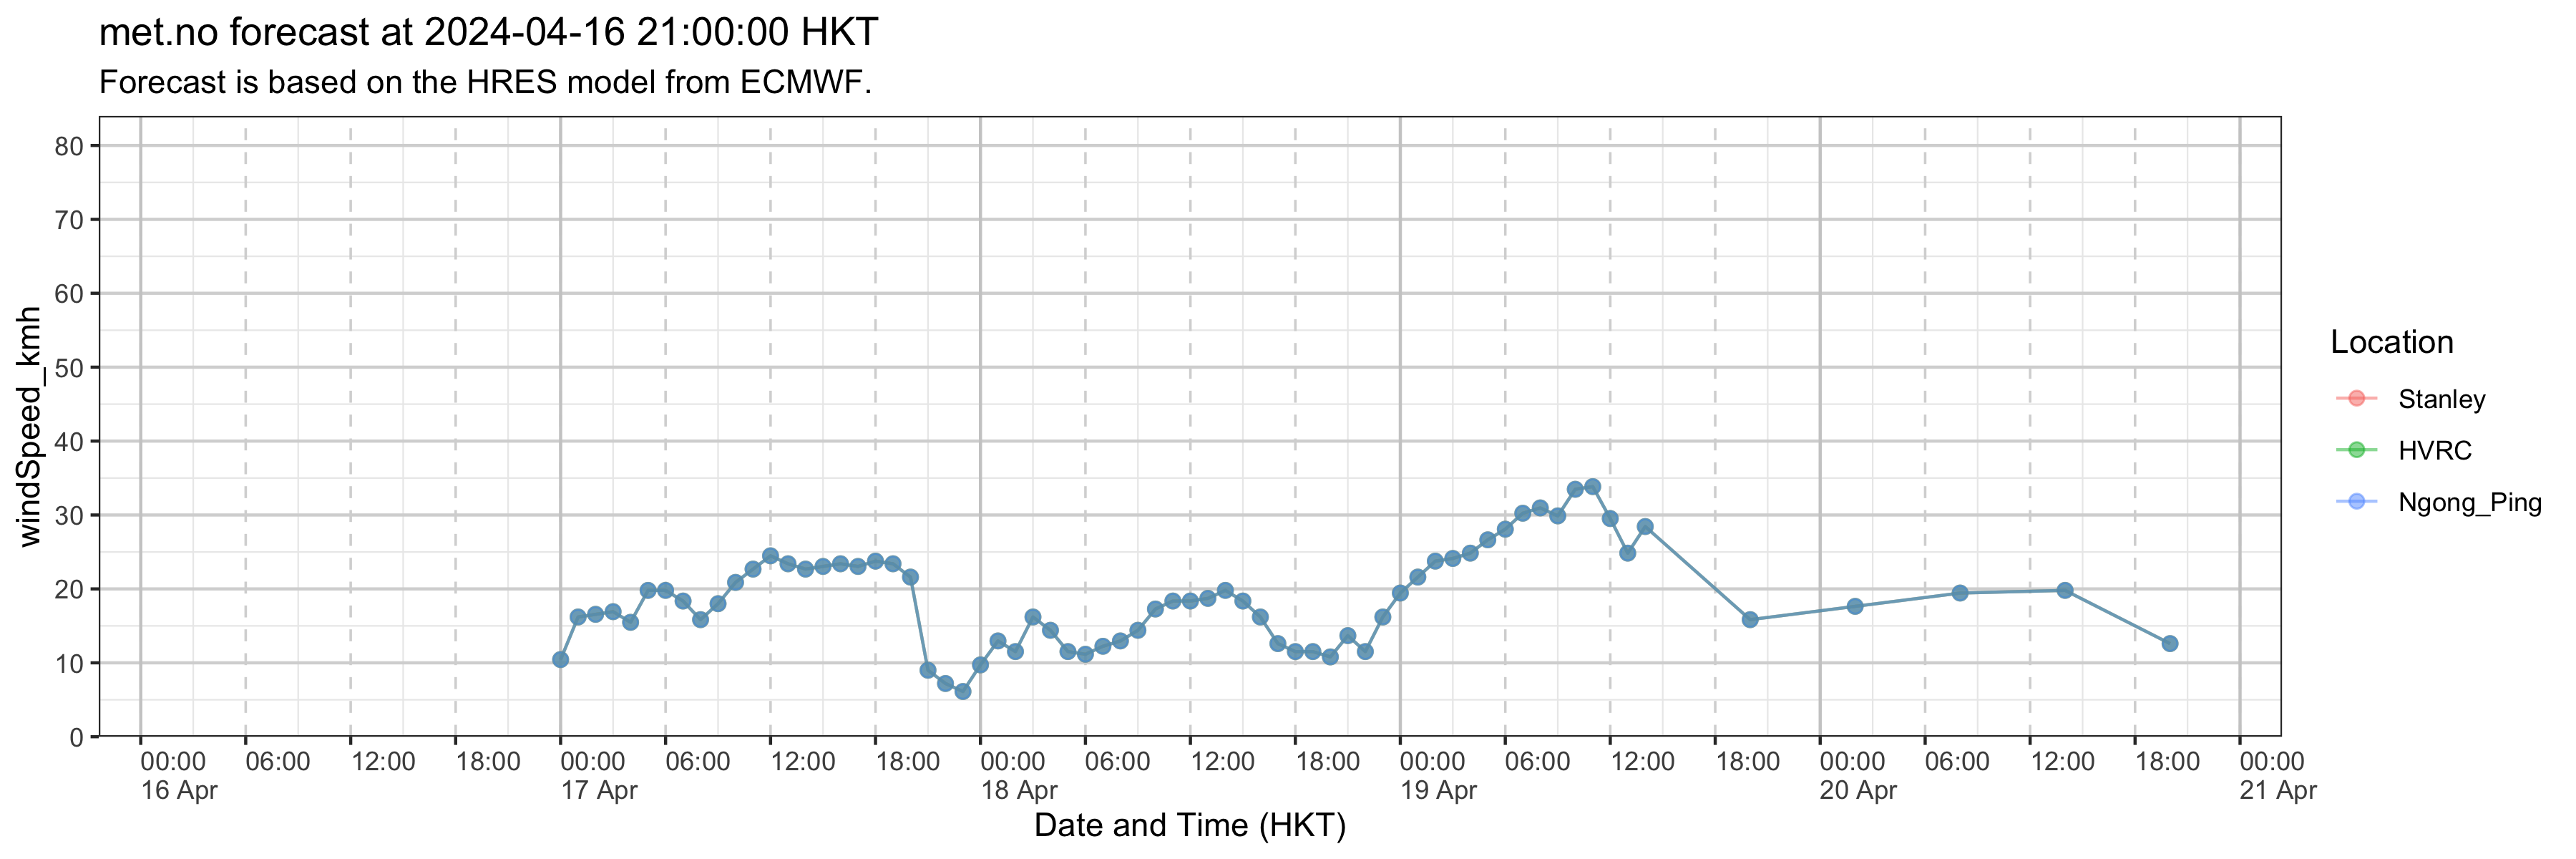 met.no forecast at 2024-04-16 21:00:00 HKT
Forecast is based on the HRES model from ECMWF.
windSpeed_kmh
80
70
60
50
40
30
20
10
0
00:00 06:00 12:00 18:00 00:00 06:00 12:00 18:00 00:00 06:00 12:00 18:00 00:00 06:00 12:00 18:00 00:00 06:00 12:00 18:00 00:00
16 Apr 17 Apr 18 Apr 19 Apr 20 Apr 21 Apr
Date and Time (HKT)
Location
Stanley
HVRC
Ngong_Ping